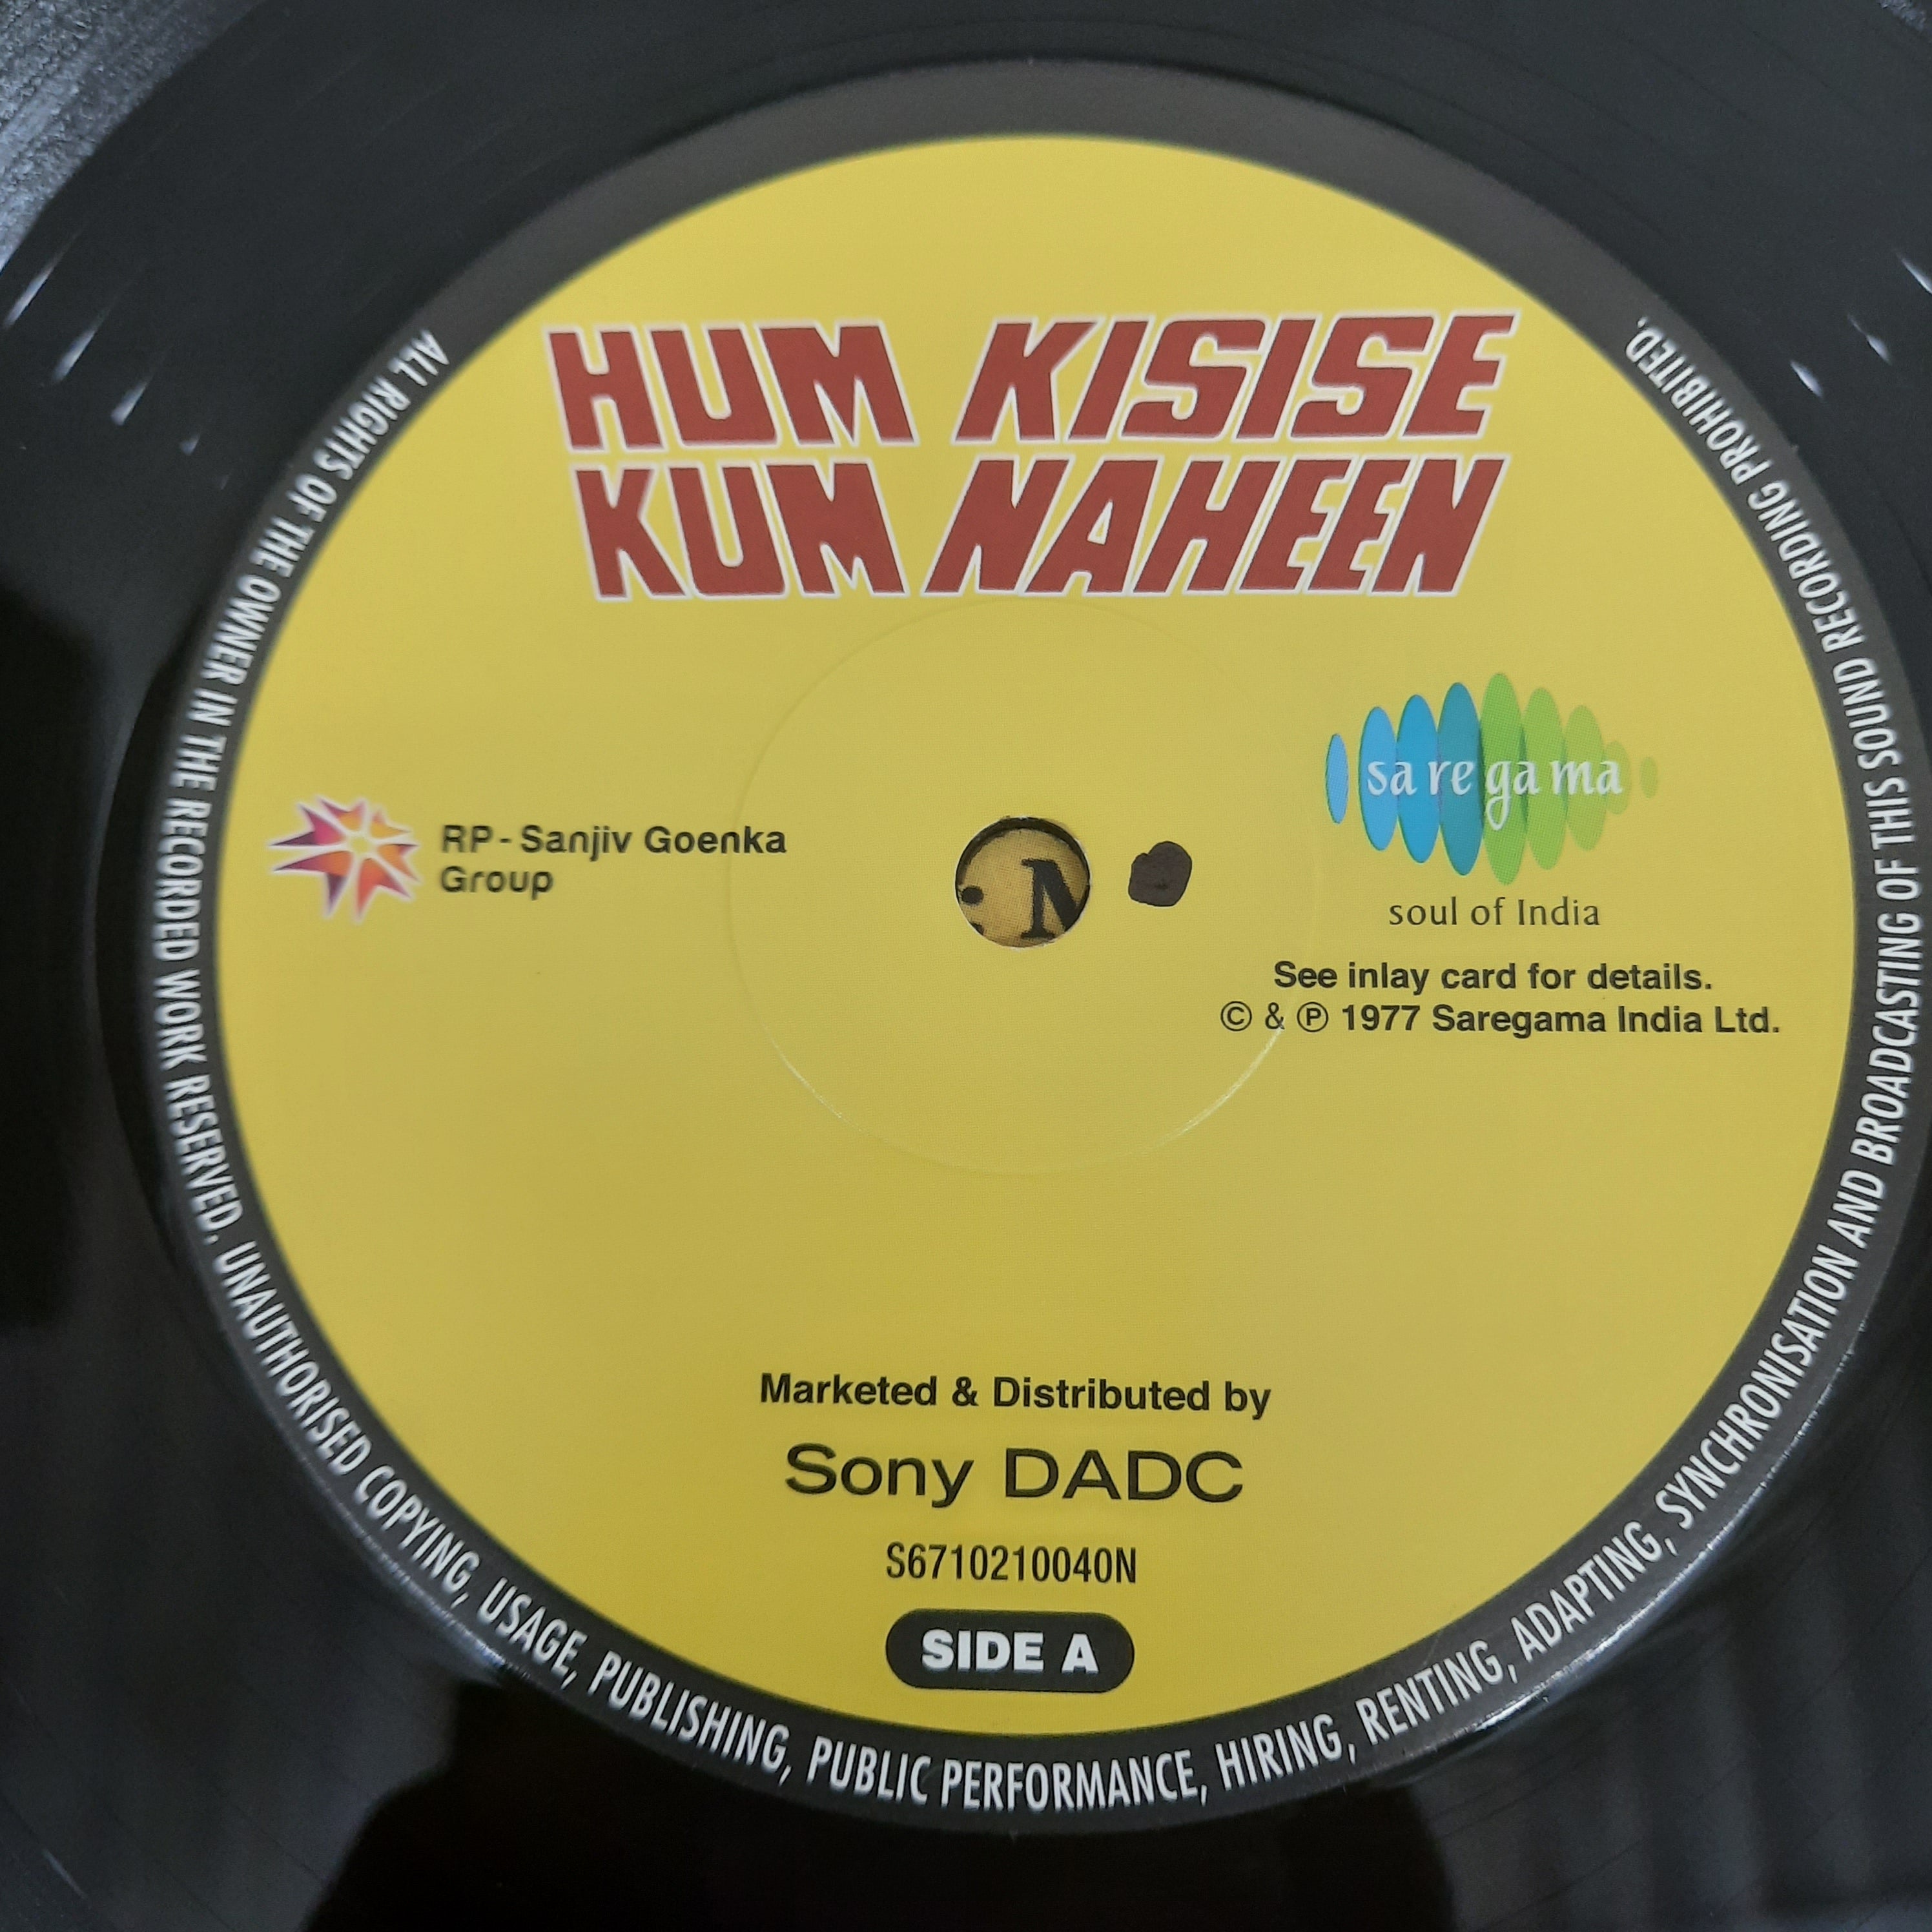 HUM KISISE
KUM NAHEEN
RP-Sanjiv Goenka
Group
M
sa re ga ma
soul of India
See inlay card for details.
© & ℗ 1977 Saregama India Ltd.
Marketed & Distributed by
Sony DADC
S6710210040N
SIDE A
ALL RIGHTS OF THE OWNER IN THE RECORDED WORK RESERVED. UNAUTHORISED COPYING, USAGE, PUBLISHING, PUBLIC PERFORMANCE, HIRING, RENTING, ADAPTING, SYNCHRONISATION AND BROADCASTING OF THIS SOUND RECORDING PROHIBITED.